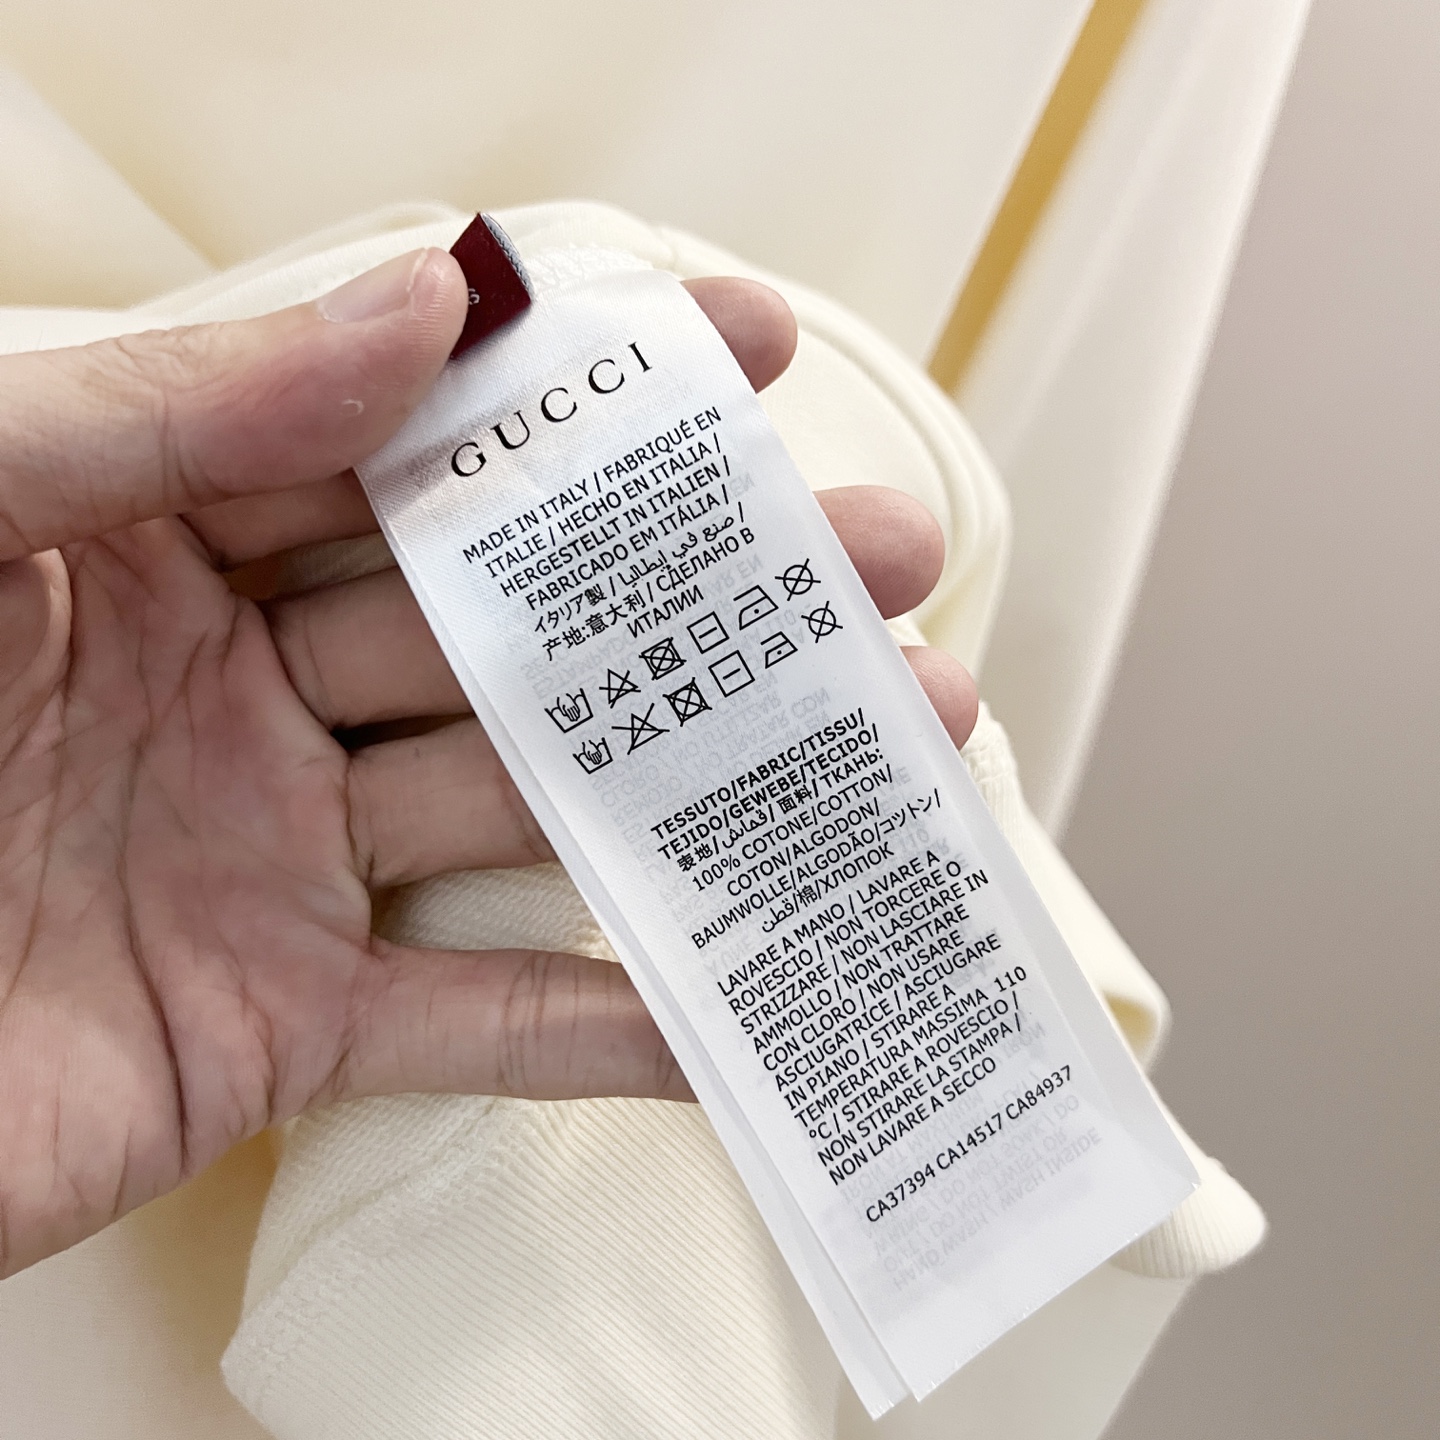 S
GUCCI
MADE IN ITALY / FABRIQUÉ EN
ITALIE / HECHO EN ITALIA /
HERGESTELLT IN ITALIEN /
FABRICADO EM ITÁLIA /
イタリア製 / صنع في إيطاليا /
产地:意大利 / СДЕЛАНО В
ИТАЛИИ
TESSUTO/FABRIC/TISSU/
TEJIDO/GEWEBE/TECIDO/
表地/قماش/面料/ТКАНЬ:
100% COTONE/COTTON/
COTON/ALGODON/
BAUMWOLLE/ALGODÃO/コットン/
قطن/棉/ХЛОПОК
LAVARE A MANO / LAVARE A
ROVESCIO / NON TORCERE O
STRIZZARE / NON LASCIARE IN
AMMOLLO / NON TRATTARE
CON CLORO / NON USARE
ASCIUGATRICE / ASCIUGARE
IN PIANO / STIRARE A
TEMPERATURA MASSIMA 110
°C / STIRARE A ROVESCIO /
NON STIRARE LA STAMPA /
NON LAVARE A SECCO
CA37394 CA14517 CA84937